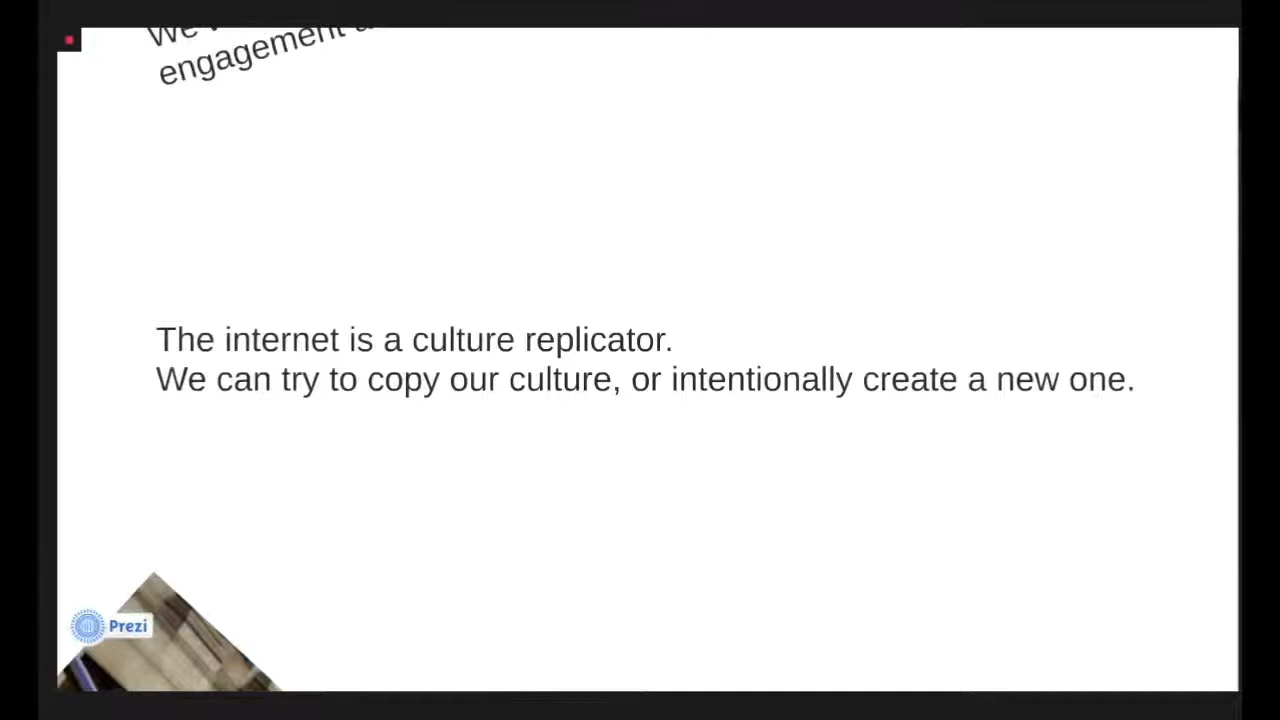 We
engagement
The internet is a culture replicator.
We can try to copy our culture, or intentionally create a new one.
Prezi